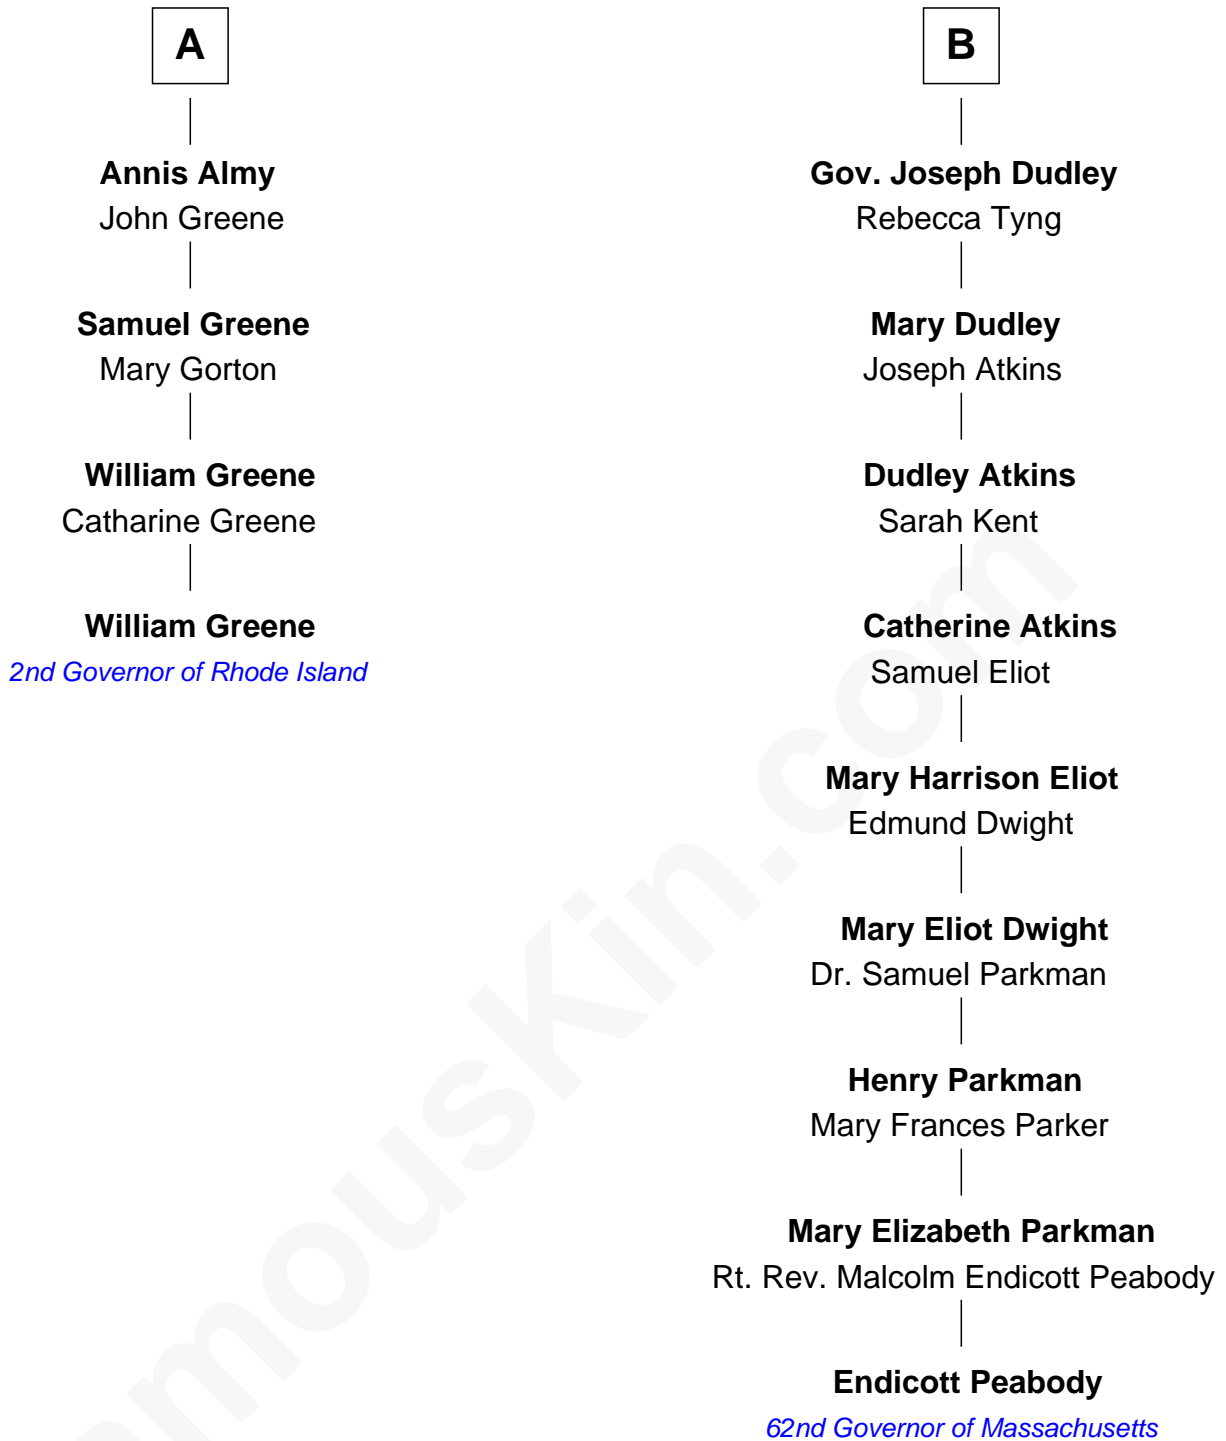 A
Annis Almy
John Greene
Samuel Greene
Mary Gorton
William Greene
Catharine Greene
William Greene
2nd Governor of Rhode Island
B
Gov. Joseph Dudley
Rebecca Tyng
Mary Dudley
Joseph Atkins
Dudley Atkins
Sarah Kent
Catherine Atkins
Samuel Eliot
Mary Harrison Eliot
Edmund Dwight
Mary Eliot Dwight
Dr. Samuel Parkman
Henry Parkman
Mary Frances Parker
Mary Elizabeth Parkman
Rt. Rev. Malcolm Endicott Peabody
Endicott Peabody
62nd Governor of Massachusetts
amousKin.com